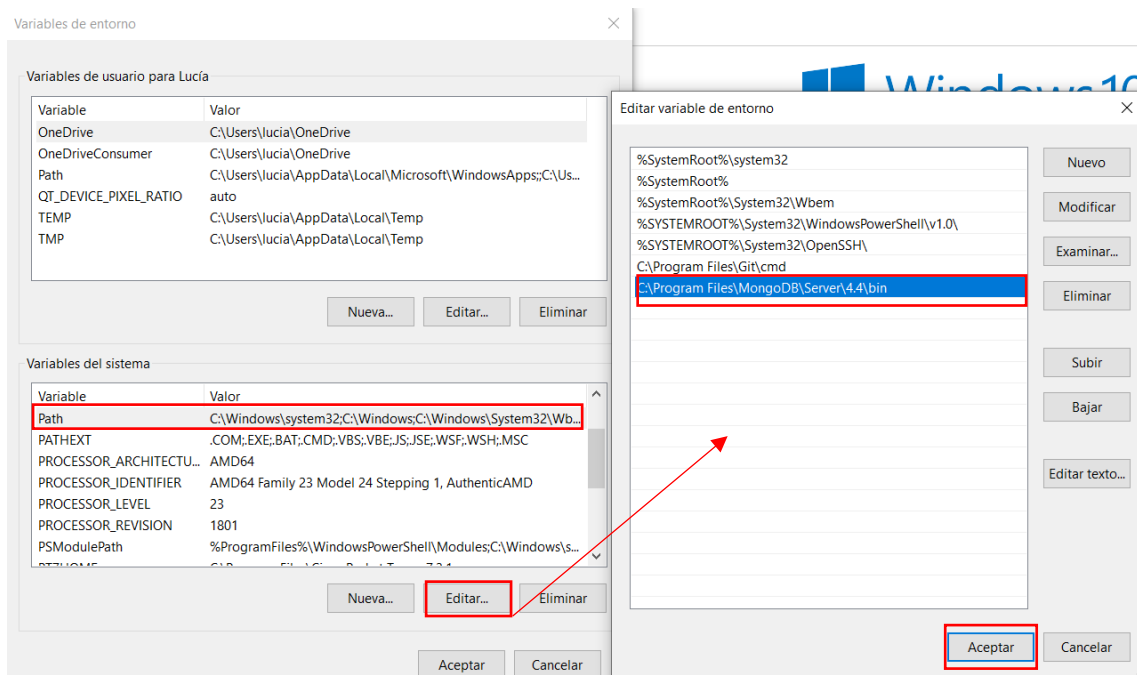 Variables de entorno
Variables de usuario para Lucía
Variable Valor
OneDrive C:\Users\lucia\OneDrive
OneDriveConsumer C:\Users\lucia\OneDrive
Path C:\Users\lucia\AppData\Local\Microsoft\WindowsApps;;C:\Us...
QT_DEVICE_PIXEL_RATIO auto
TEMP C:\Users\lucia\AppData\Local\Temp
TMP C:\Users\lucia\AppData\Local\Temp
Nueva... Editar... Eliminar
Variables del sistema
Variable Valor
Path C:\Windows\system32;C:\Windows;C:\Windows\System32\Wb...
PATHEXT .COM;.EXE;.BAT;.CMD;.VBS;.VBE;.JS;.JSE;.WSF;.WSH;.MSC
PROCESSOR_ARCHITECTU... AMD64
PROCESSOR_IDENTIFIER AMD64 Family 23 Model 24 Stepping 1, AuthenticAMD
PROCESSOR_LEVEL 23
PROCESSOR_REVISION 1801
PSModulePath %ProgramFiles%\WindowsPowerShell\Modules;C:\Windows\s...
Nueva... Editar... Eliminar
Aceptar Cancelar
Windows 10
Editar variable de entorno
%SystemRoot%\system32
%SystemRoot%
%SystemRoot%\System32\Wbem
%SYSTEMROOT%\System32\WindowsPowerShell\v1.0\
%SYSTEMROOT%\System32\OpenSSH\
C:\Program Files\Git\cmd
C:\Program Files\MongoDB\Server\4.4\bin
Nuevo
Modificar
Examinar...
Eliminar
Subir
Bajar
Editar texto...
Aceptar Cancelar